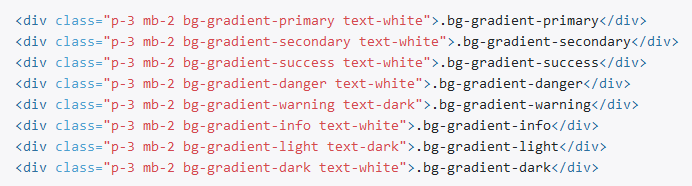 <div class="p-3 mb-2 bg-gradient-primary text-white">.bg-gradient-primary</div>
<div class="p-3 mb-2 bg-gradient-secondary text-white">.bg-gradient-secondary</div>
<div class="p-3 mb-2 bg-gradient-success text-white">.bg-gradient-success</div>
<div class="p-3 mb-2 bg-gradient-danger text-white">.bg-gradient-danger</div>
<div class="p-3 mb-2 bg-gradient-warning text-dark">.bg-gradient-warning</div>
<div class="p-3 mb-2 bg-gradient-info text-white">.bg-gradient-info</div>
<div class="p-3 mb-2 bg-gradient-light text-dark">.bg-gradient-light</div>
<div class="p-3 mb-2 bg-gradient-dark text-white">.bg-gradient-dark</div>